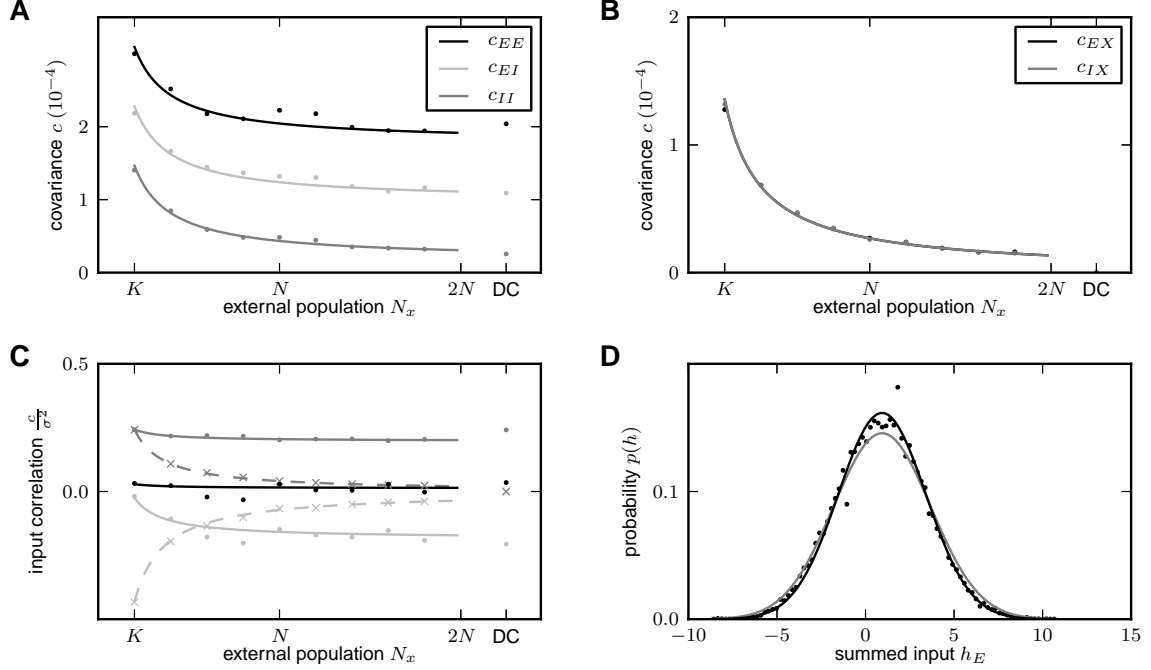 A
covariance c (10⁻⁴)
2
1
0
c_EE
c_EI
c_II
K
N
2N
DC
external population N_x
B
covariance c (10⁻⁴)
2
1
0
c_EX
c_IX
K
N
2N
DC
external population N_x
C
input correlation c/σ²
0.5
0.0
K
N
2N
DC
external population N_x
D
probability p(h)
0.1
0.0
−10
−5
0
5
10
15
summed input h_E